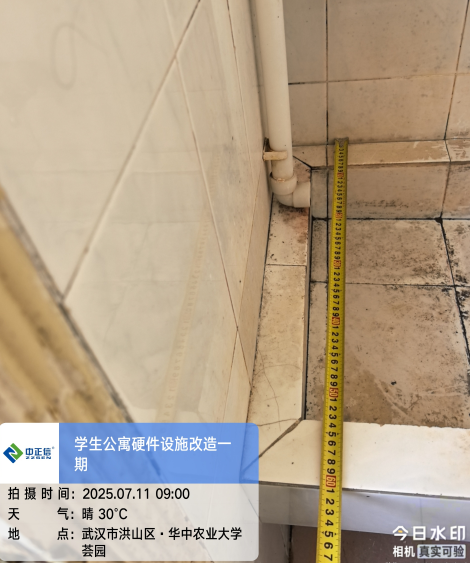 中正信
ZZSEN
学生公寓硬件设施改造一
期
拍摄时间：2025.07.11 09:00
天气：晴 30℃
地点：武汉市洪山区·华中农业大学
荟园
今日水印
相机 真实可验